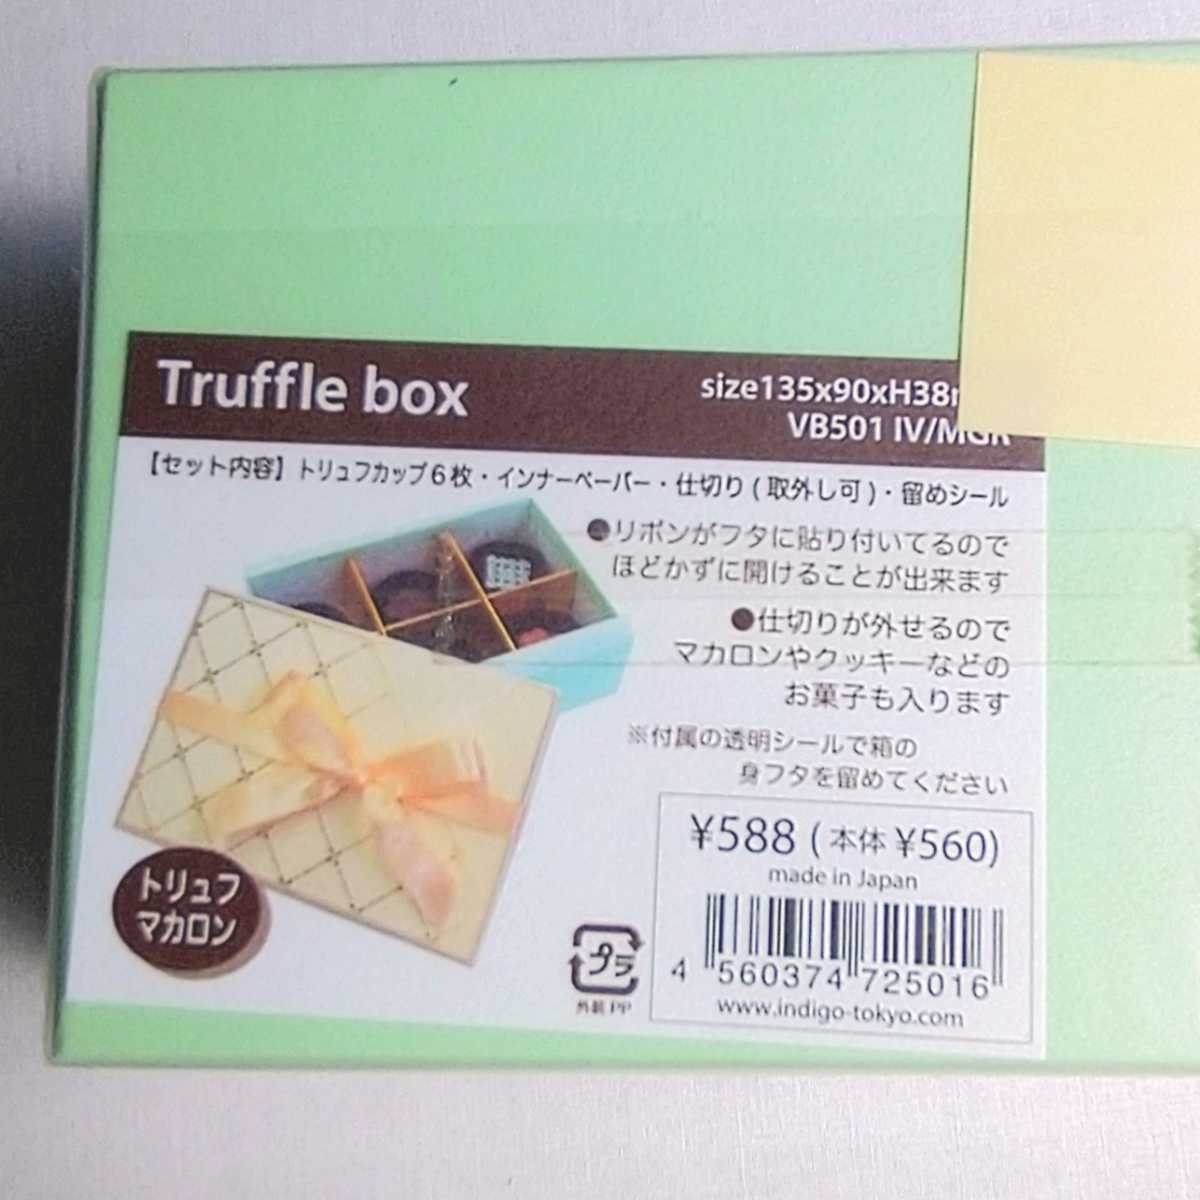 Truffle box
size135x90xH38
VB501 IV/MGR
【セット内容】トリュフカップ6枚・インナーペーパー・仕切り(取外し可)・留めシール
●リボンがフタに貼り付いてるので
ほどかずに開けることが出来ます
●仕切りが外せるので
マカロンやクッキーなどの
お菓子も入ります
※付属の透明シールで箱の
身フタを留めてください
トリュフ
マカロン
¥588(本体¥560)
made in Japan
4 560374 725016
www.indigo-tokyo.com
プラ
外装 PP